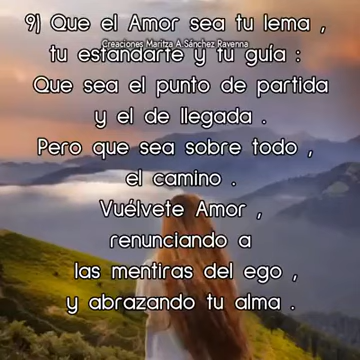 9) Que el Amor sea tu lema ,
Creaciones Maritza A.Sánchez Ravenna
tu estandarte y tu guía :
Que sea el punto de partida
y el de llegada .
Pero que sea sobre todo ,
el camino .
Vuélvete Amor ,
renunciando a
las mentiras del ego ,
y abrazando tu alma .